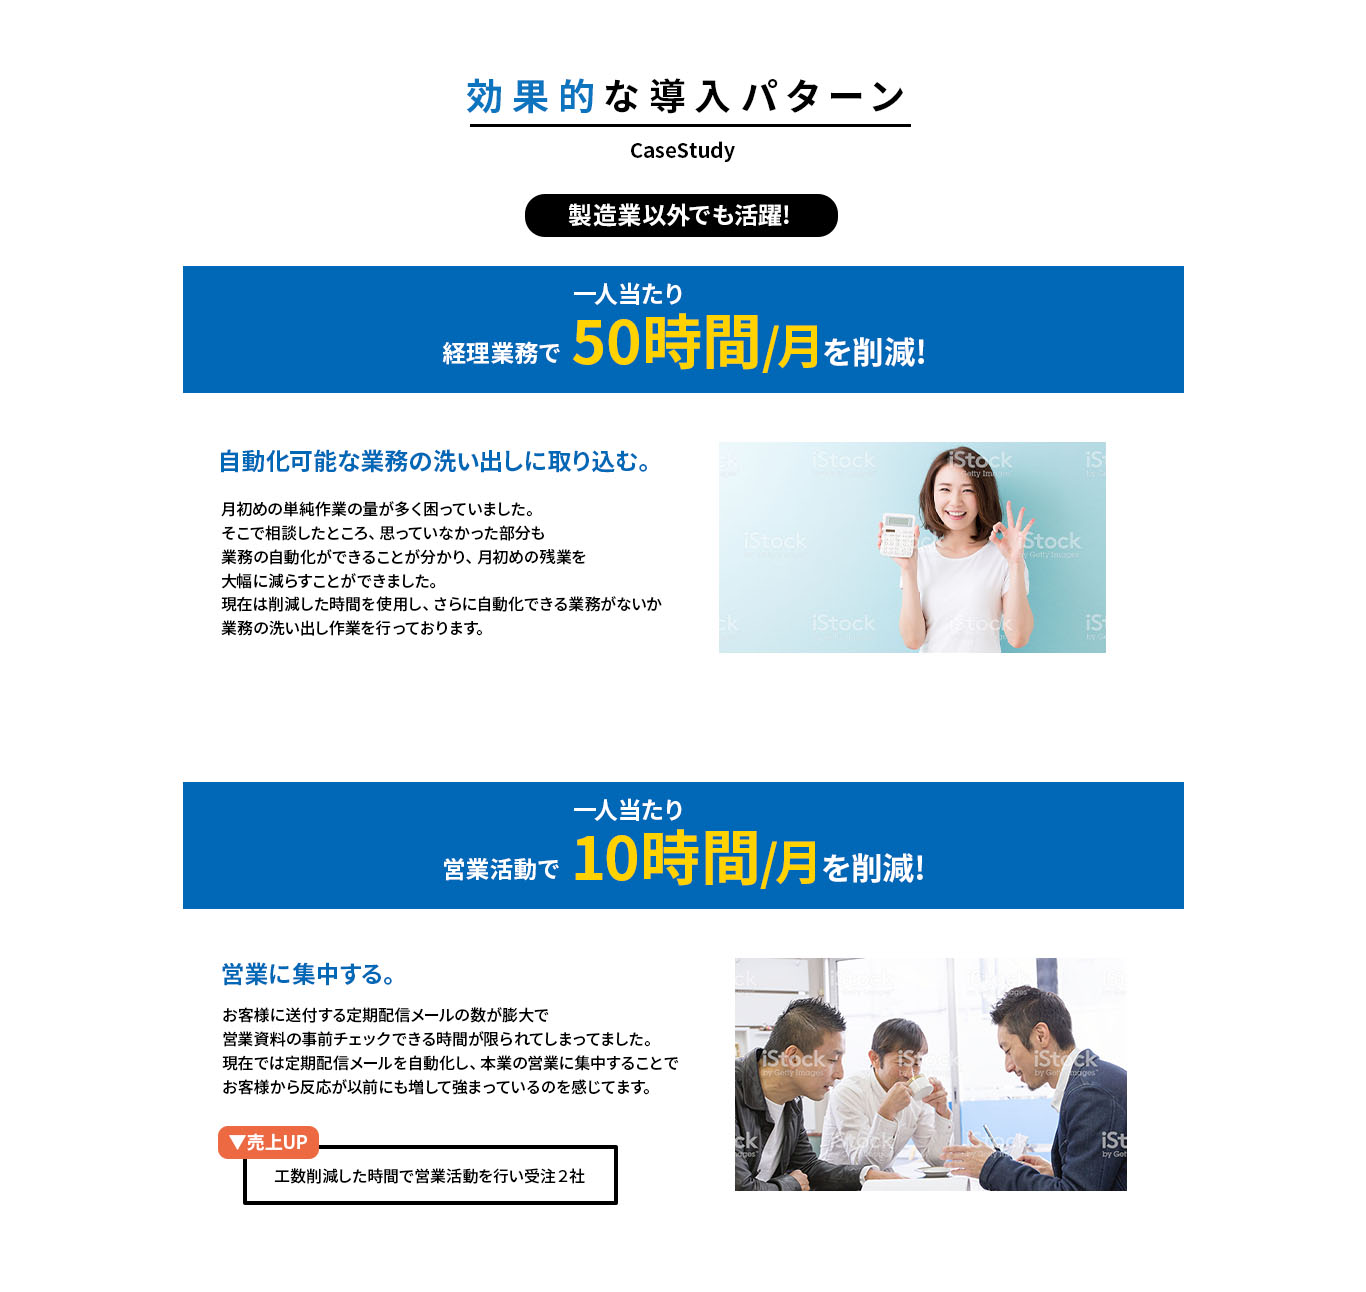 効果的な導入パターン
CaseStudy
製造業以外でも活躍!
一人当たり
経理業務で 50時間/月を削減!
自動化可能な業務の洗い出しに取り込む。
月初めの単純作業の量が多く困っていました。
そこで相談したところ、思っていなかった部分も
業務の自動化ができることが分かり、月初めの残業を
大幅に減らすことができました。
現在は削減した時間を使用し、さらに自動化できる業務がないか
業務の洗い出し作業を行っております。
iStock
by Getty Images
一人当たり
営業活動で 10時間/月を削減!
営業に集中する。
お客様に送付する定期配信メールの数が膨大で
営業資料の事前チェックできる時間が限られてしまってました。
現在では定期配信メールを自動化し、本業の営業に集中することで
お客様から反応が以前にも増して強まっているのを感じてます。
▼売上UP
工数削減した時間で営業活動を行い受注2社
iStock
by Getty Images